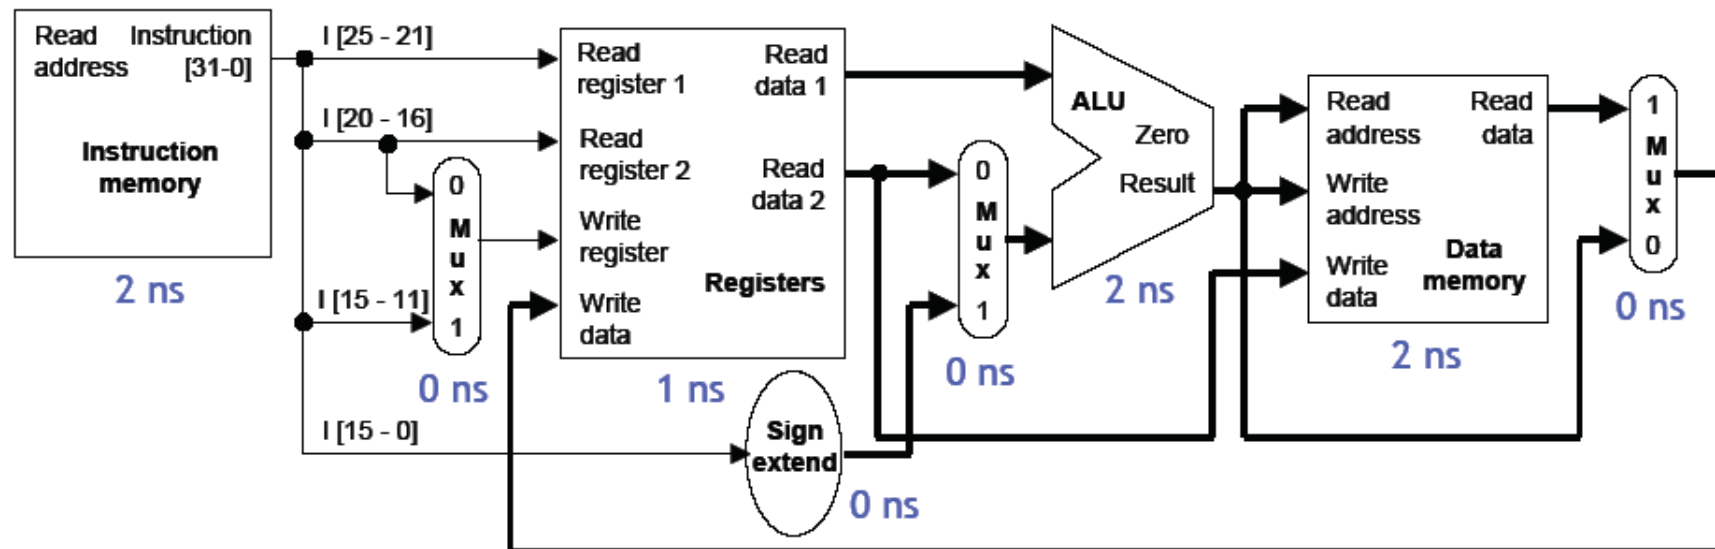 Read Instruction
address [31-0]
Instruction
memory
2 ns
I [25 - 21]
I [20 - 16]
I [15 - 11]
I [15 - 0]
0
M
u
x
1
0 ns
Read
register 1
Read
data 1
Read
register 2
Read
data 2
Write
register
Registers
Write
data
1 ns
Sign
extend
0 ns
0
M
u
x
1
0 ns
ALU
Zero
Result
2 ns
Read
address
Read
data
Write
address
Write
data
Data
memory
2 ns
1
M
u
x
0
0 ns